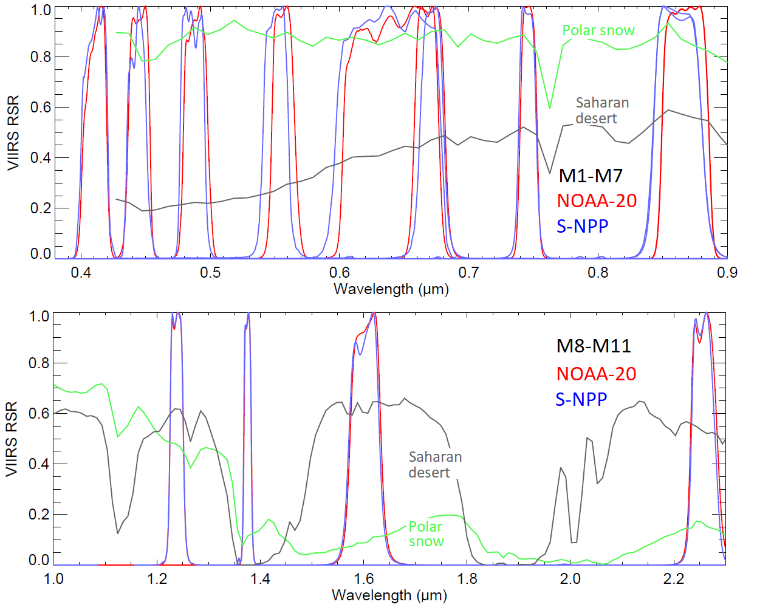 1.0
0.8
0.6
0.4
0.2
0.0
VIIRS RSR
Polar snow
Saharan
desert
M1-M7
NOAA-20
S-NPP
0.4 0.5 0.6 0.7 0.8 0.9
Wavelength (μm)
1.0
0.8
0.6
0.4
0.2
0.0
VIIRS RSR
M8-M11
NOAA-20
S-NPP
Saharan
desert
Polar
snow
1.0 1.2 1.4 1.6 1.8 2.0 2.2
Wavelength (μm)